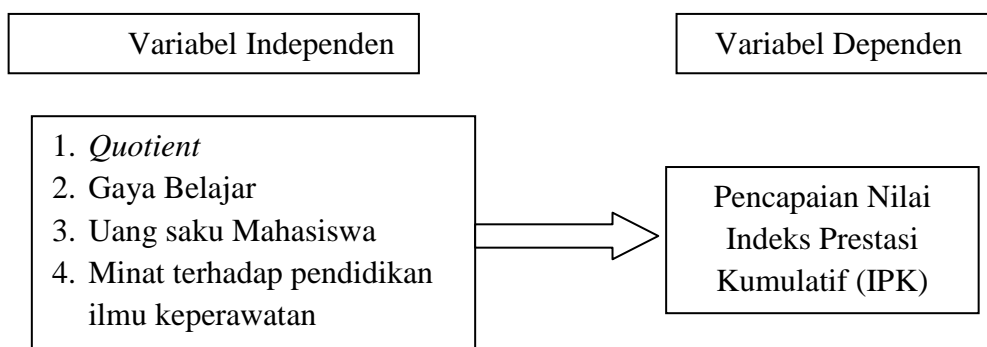 Variabel Independen
Variabel Dependen
1. Quotient
2. Gaya Belajar
3. Uang saku Mahasiswa
4. Minat terhadap pendidikan
ilmu keperawatan
Pencapaian Nilai
Indeks Prestasi
Kumulatif (IPK)